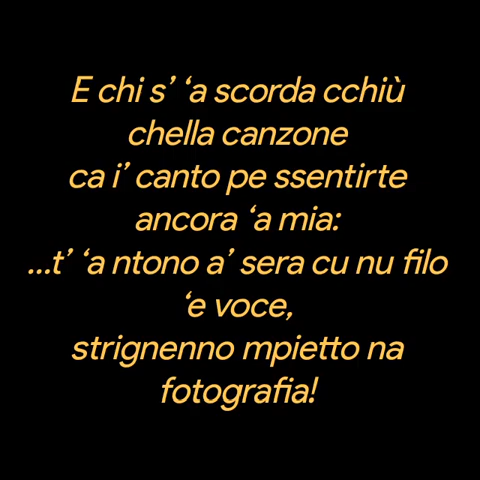 E chi s’ ‘a scorda cchiù
chella canzone
ca i’ canto pe ssentirte
ancora ‘a mia:
...t’ ‘a ntono a’ sera cu nu filo
‘e voce,
strignenno mpietto na
fotografia!